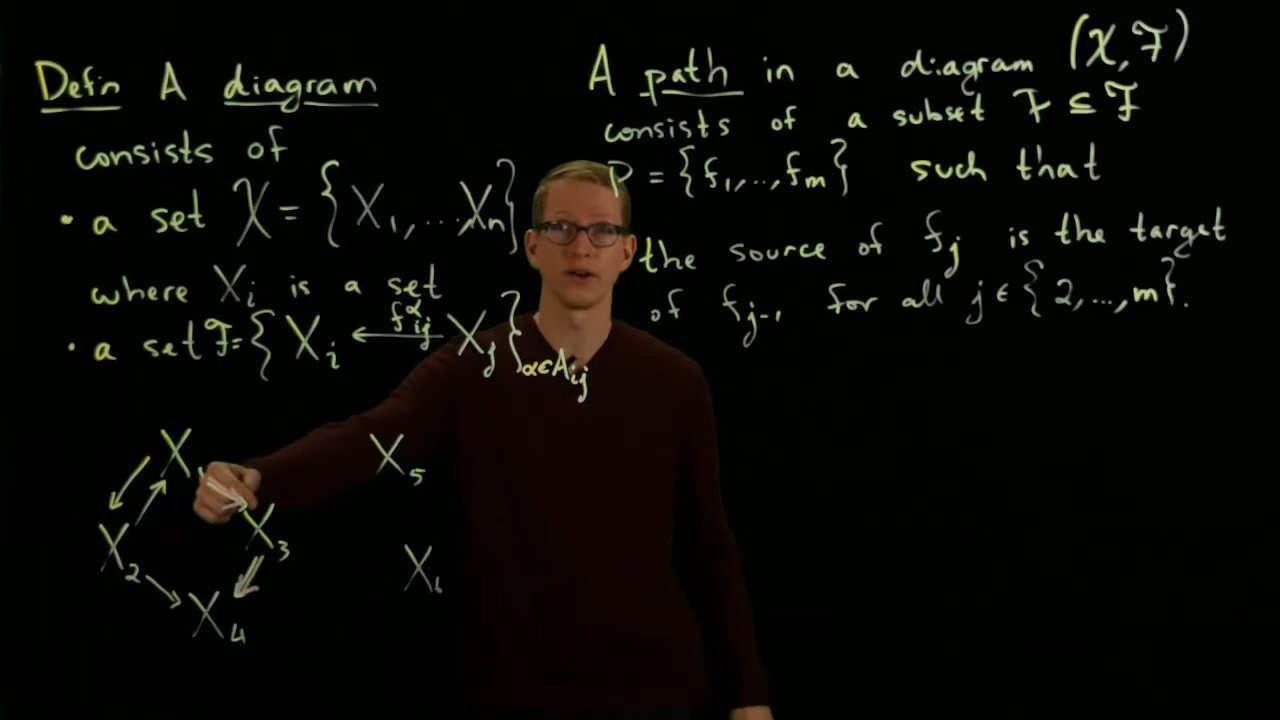 Defn A diagram
consists of
• a set 𝒳 = {X₁, ... Xₙ}
where Xᵢ is a set
• a set ℱ = { Xᵢ ←f^α_ij Xⱼ }_{α∈A_ij}
X
X₂
X₃
X₄
X₅
X₆
A path in a diagram (𝒳, ℱ)
consists of a subset P ⊆ ℱ
P = {f₁, ..., fₘ} such that
the source of fⱼ is the target
of fⱼ₋₁ for all j ∈ {2, ..., m}.